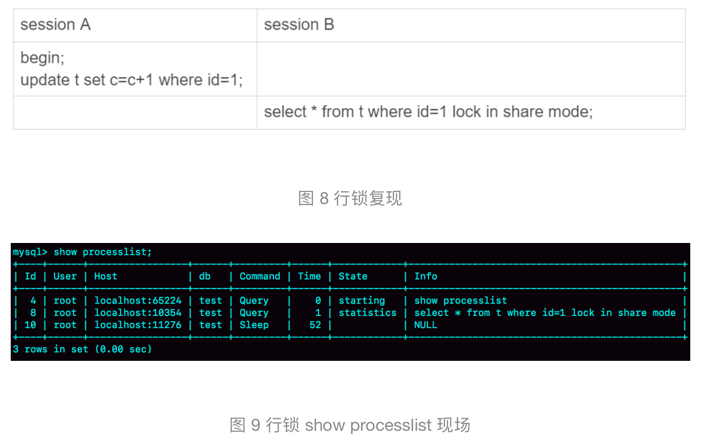 session A session B
begin;
update t set c=c+1 where id=1;
select * from t where id=1 lock in share mode;
图 8 行锁复现
mysql> show processlist;
+----+------+-----------------+------+---------+------+------------+----------------------------------------------+
| Id | User | Host | db | Command | Time | State | Info |
+----+------+-----------------+------+---------+------+------------+----------------------------------------------+
| 4 | root | localhost:65224 | test | Query | 0 | starting | show processlist |
| 8 | root | localhost:10354 | test | Query | 1 | statistics | select * from t where id=1 lock in share mode |
| 10 | root | localhost:11276 | test | Sleep | 52 | | NULL |
+----+------+-----------------+------+---------+------+------------+----------------------------------------------+
3 rows in set (0.00 sec)
图 9 行锁 show processlist 现场